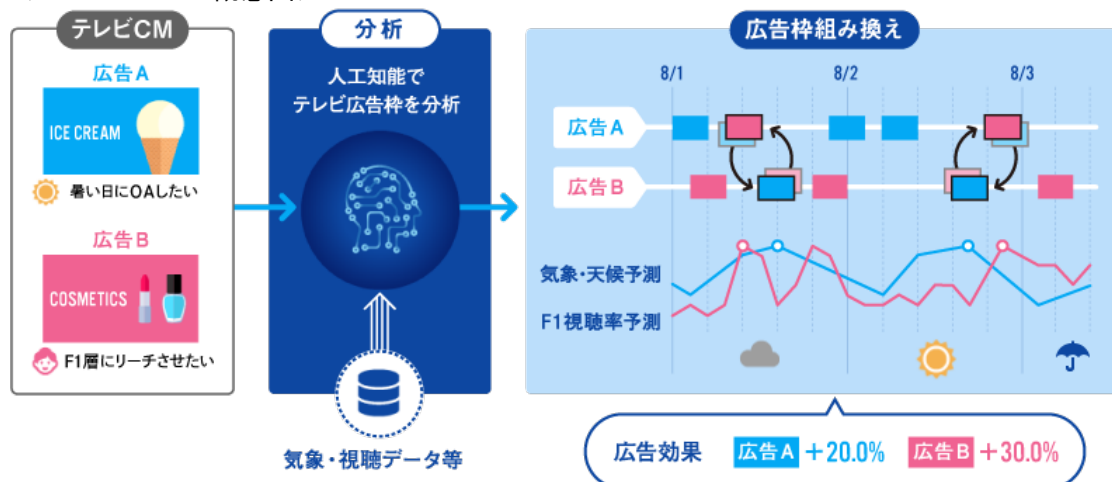 テレビCM
広告A
ICE CREAM
暑い日にOAしたい
広告B
COSMETICS
F1層にリーチさせたい
分析
人工知能で
テレビ広告枠を分析
気象・視聴データ等
広告枠組み換え
8/1 8/2 8/3
広告A
広告B
気象・天候予測
F1視聴率予測
広告効果 広告A +20.0% 広告B +30.0%